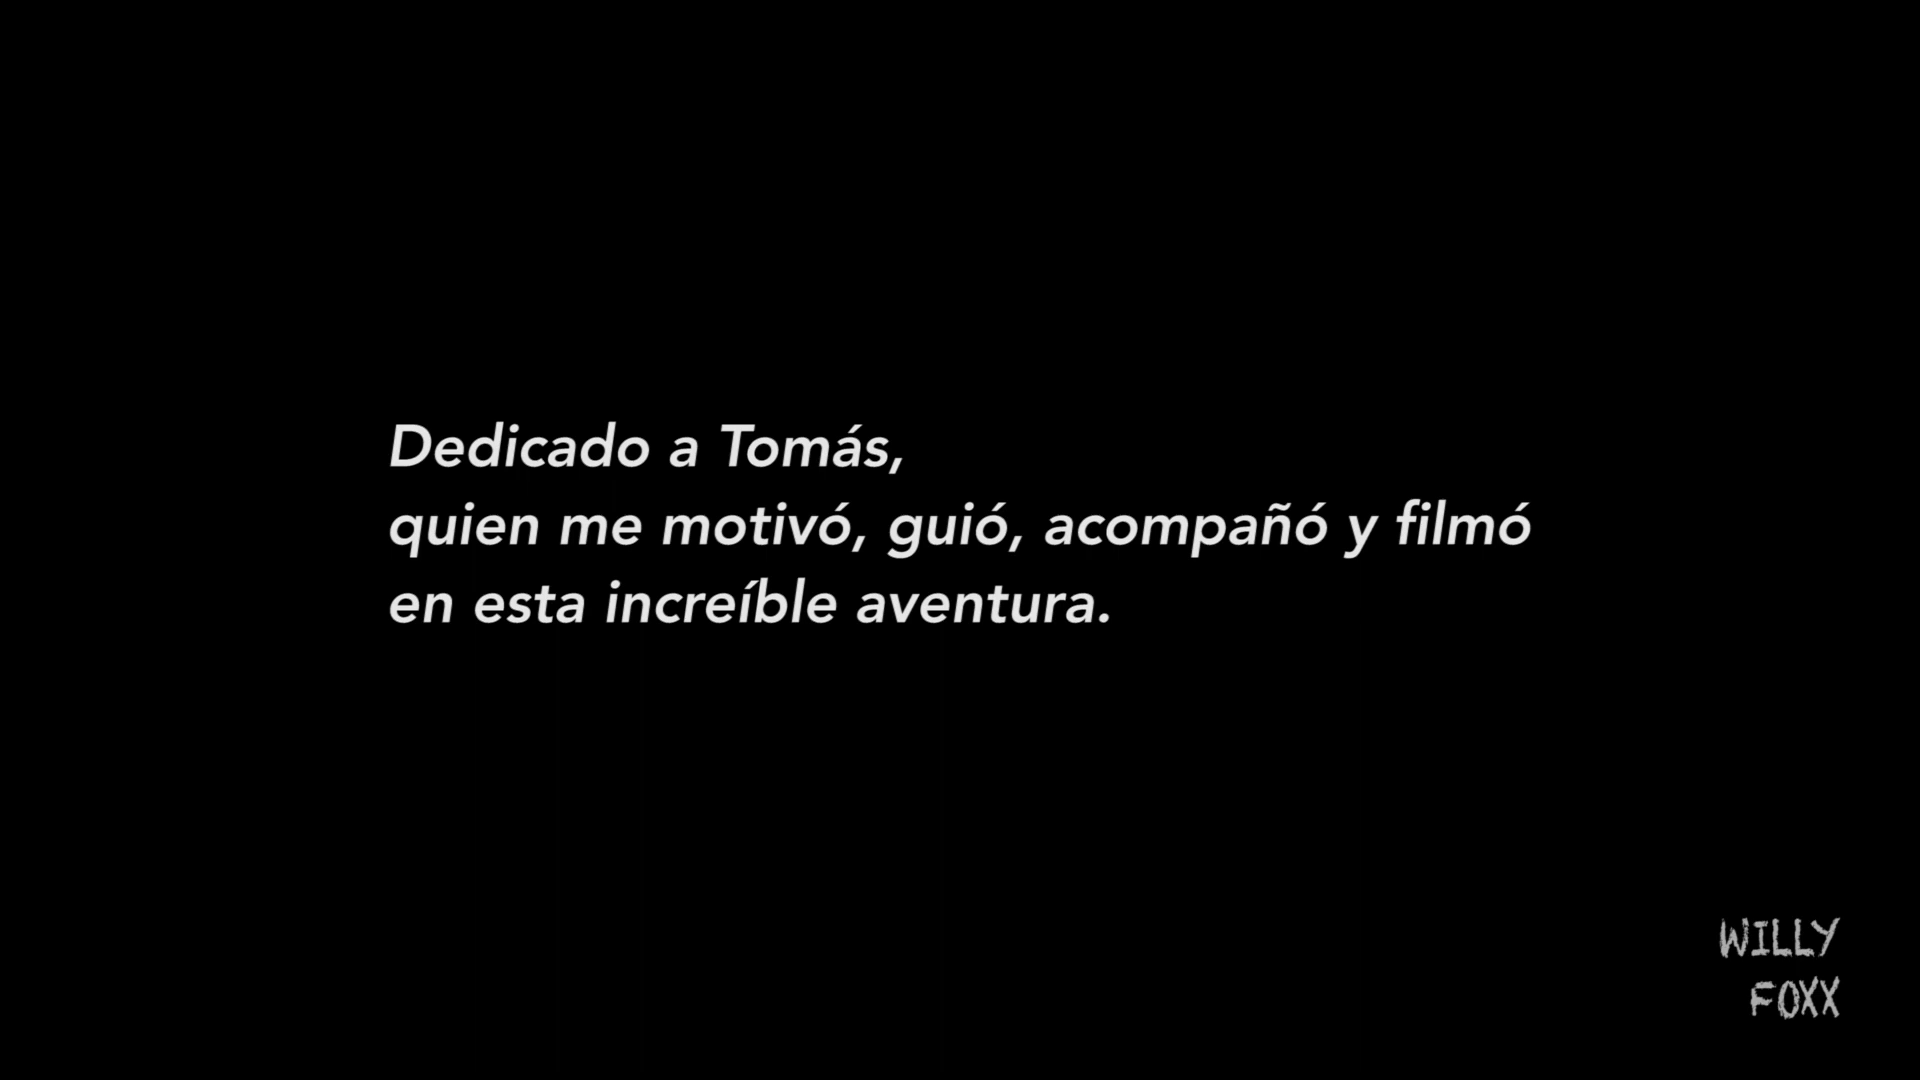 Dedicado a Tomás,
quien me motivó, guió, acompañó y filmó
en esta increíble aventura.
WILLY
FOXX